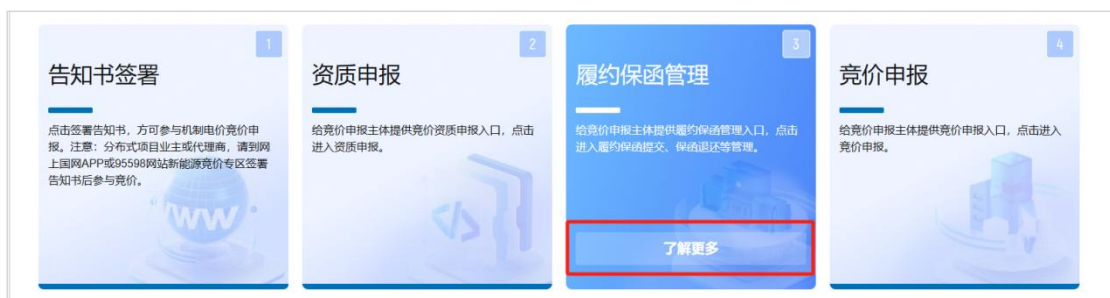 1
告知书签署
点击签署告知书，方可参与机制电价竞价申
报。注意：分布式项目业主或代理商，请到网
上国网APP或95598网站新能源竞价专区签署
告知书后参与竞价。
WWW
2
资质申报
给竞价申报主体提供竞价资质申报入口，点击
进入资质申报。
</>
3
履约保函管理
给竞价申报主体提供履约保函管理入口，点击
进入履约保函提交、保函退还等管理。
了解更多
4
竞价申报
给竞价申报主体提供竞价申报入口，点击进入
竞价申报。